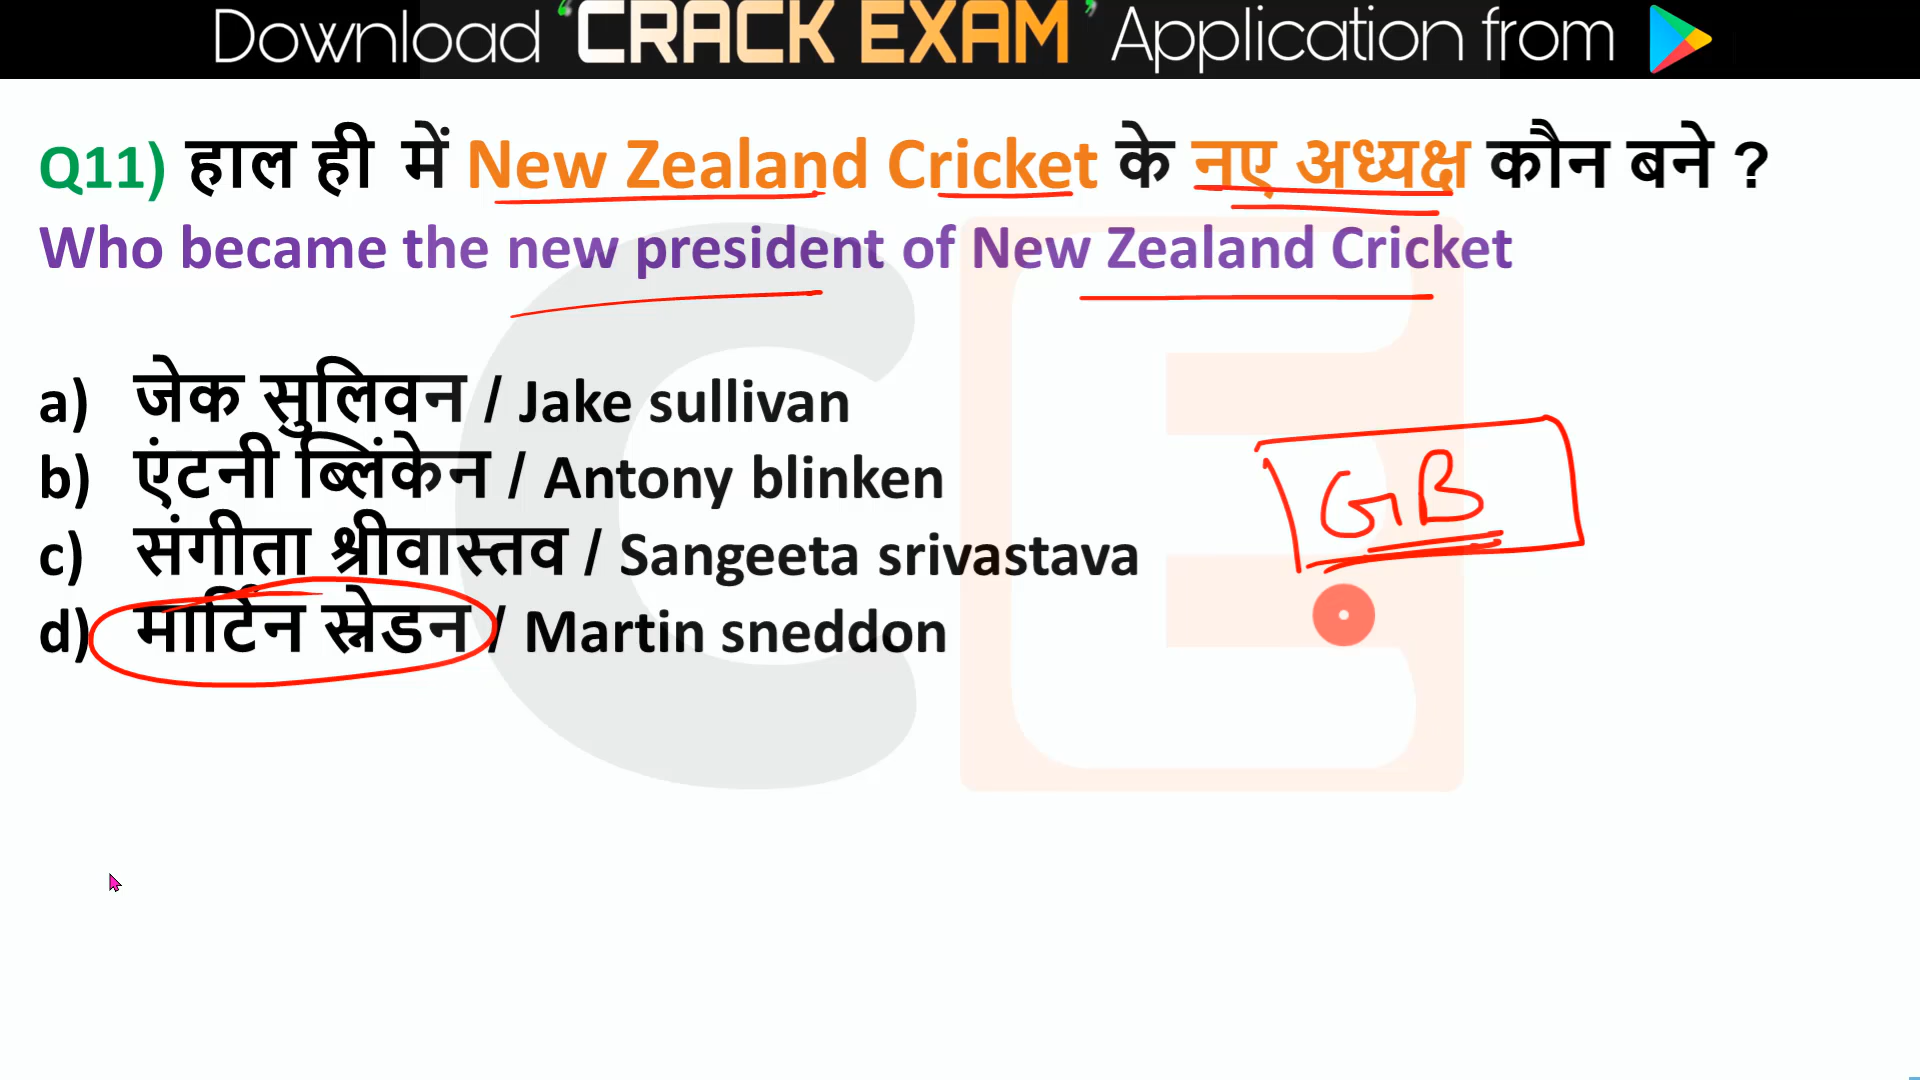 Download ‘CRACK EXAM’ Application from
Q11) हाल ही में New Zealand Cricket के नए अध्यक्ष कौन बने ?
Who became the new president of New Zealand Cricket
a) जेक सुलिवन / Jake sullivan
b) एंटनी ब्लिंकेन / Antony blinken
GB
c) संगीता श्रीवास्तव / Sangeeta srivastava
d) मार्टिन स्नेडन / Martin sneddon
CE